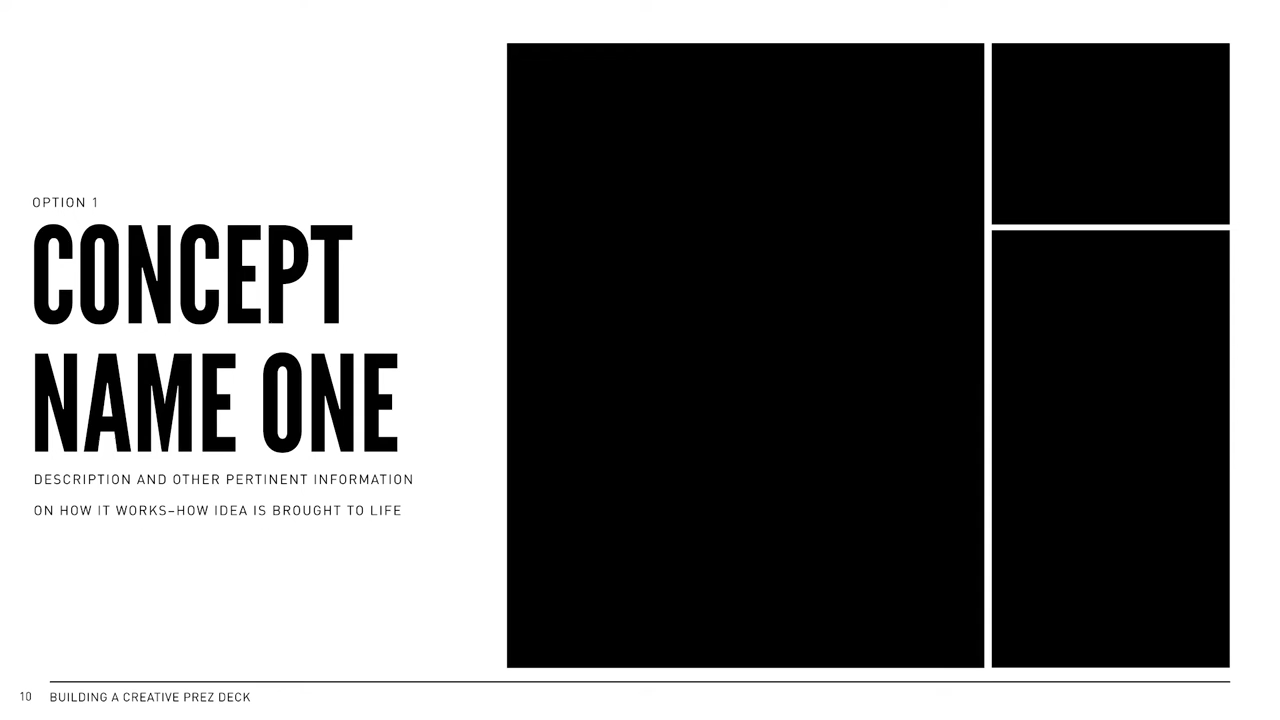 OPTION 1
CONCEPT
NAME ONE
DESCRIPTION AND OTHER PERTINENT INFORMATION
ON HOW IT WORKS–HOW IDEA IS BROUGHT TO LIFE
10 BUILDING A CREATIVE PREZ DECK